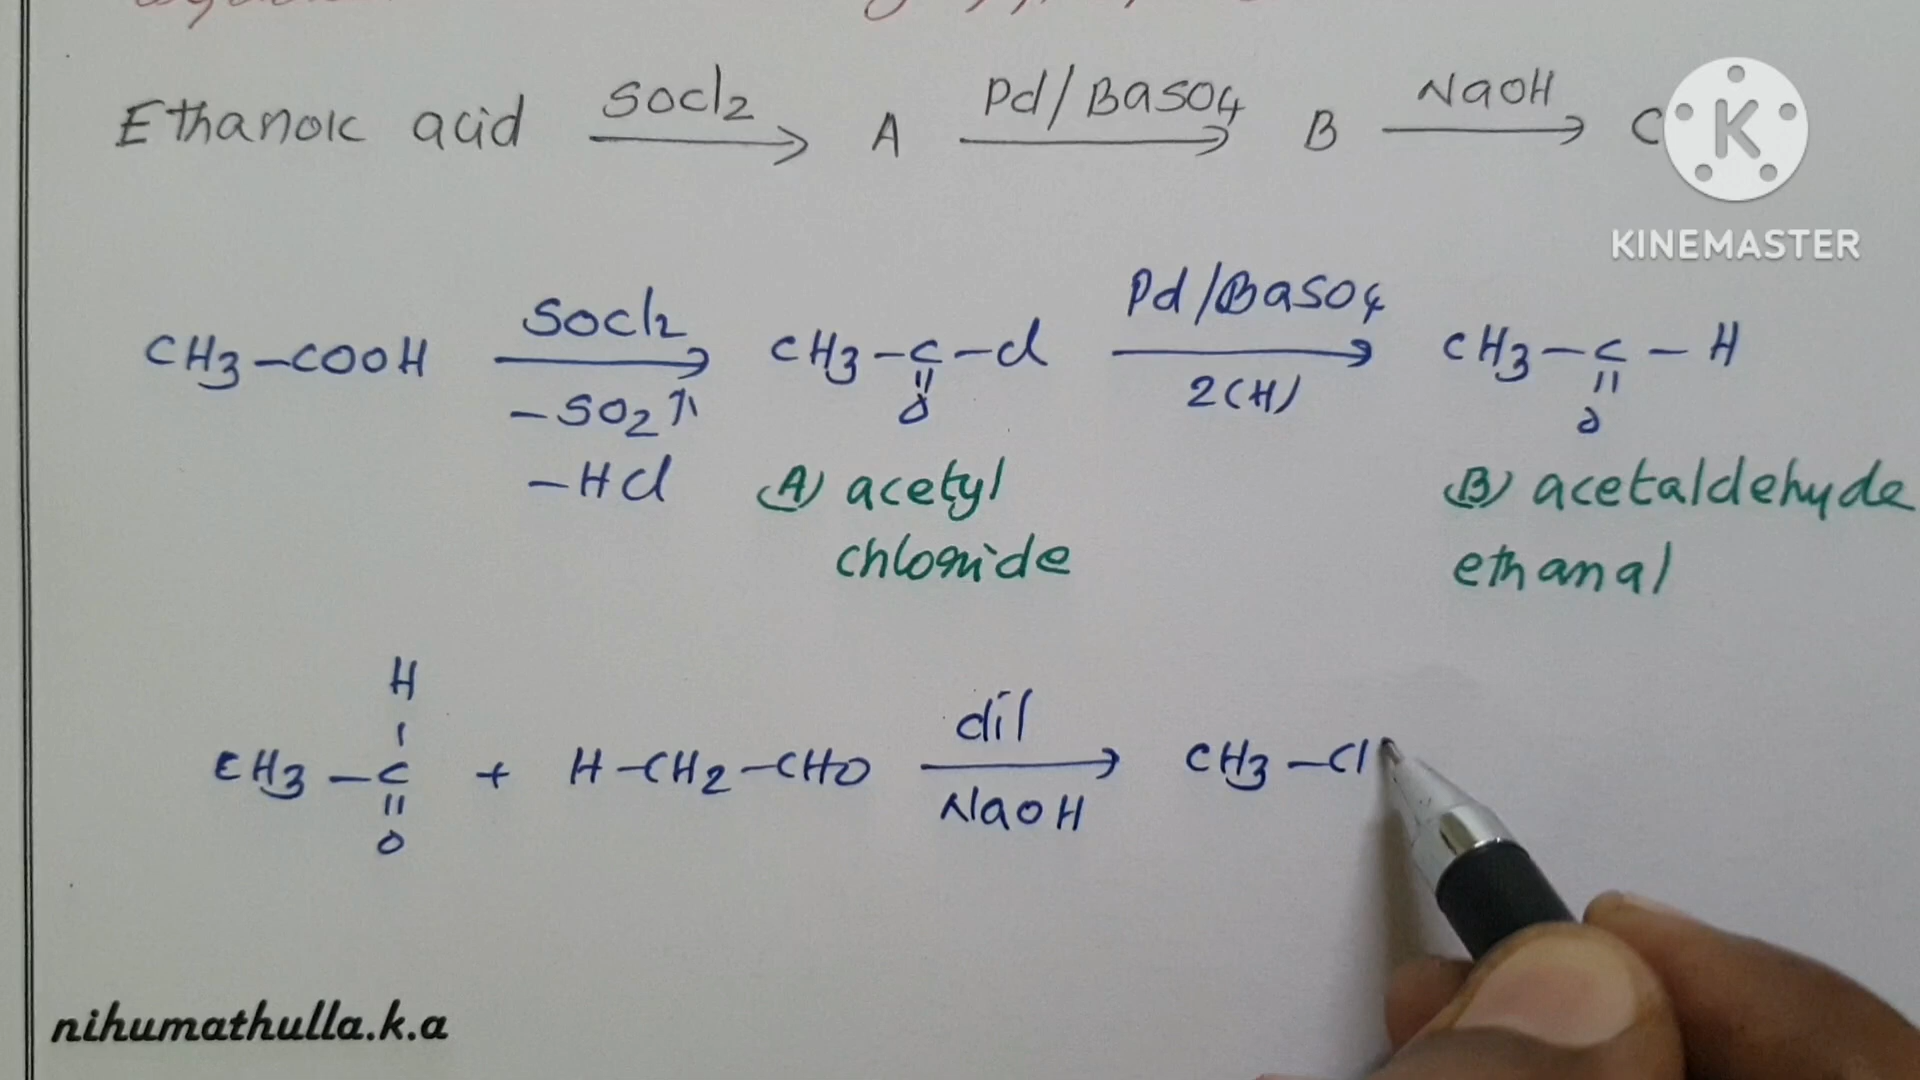 Ethanoic acid SOCl2 → A Pd/BaSO4 → B NaOH → C
KINEMASTER
CH3-COOH SOCl2 → CH3-C-Cl Pd/BaSO4 → CH3-C-H
-SO2↑ || O 2(H) || O
-HCl (A) acetyl (B) acetaldehyde
chloride ethanal
H
|
CH3-C + H-CH2-CHO dil → CH3-CH
|| NaOH
O
nihumathulla.k.a